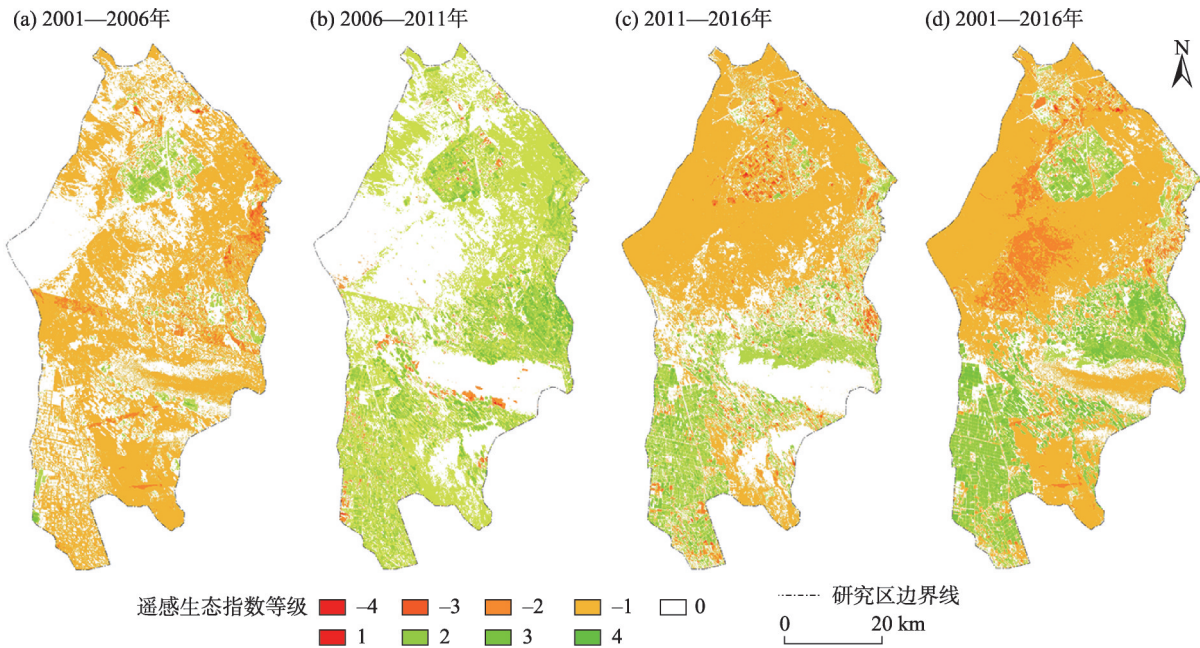 (a) 2001—2006年
(b) 2006—2011年
(c) 2011—2016年
(d) 2001—2016年
N
遥感生态指数等级
–4
–3
–2
–1
0
1
2
3
4
研究区边界线
0
20 km